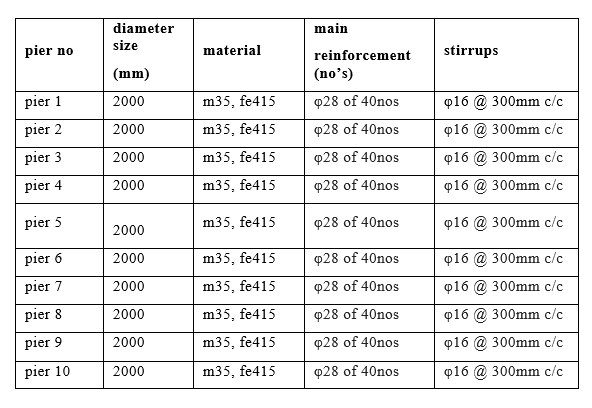 pier no diameter size (mm) material main reinforcement (no's) stirrups
pier 1 2000 m35, fe415 φ28 of 40nos φ16 @ 300mm c/c
pier 2 2000 m35, fe415 φ28 of 40nos φ16 @ 300mm c/c
pier 3 2000 m35, fe415 φ28 of 40nos φ16 @ 300mm c/c
pier 4 2000 m35, fe415 φ28 of 40nos φ16 @ 300mm c/c
pier 5 2000 m35, fe415 φ28 of 40nos φ16 @ 300mm c/c
pier 6 2000 m35, fe415 φ28 of 40nos φ16 @ 300mm c/c
pier 7 2000 m35, fe415 φ28 of 40nos φ16 @ 300mm c/c
pier 8 2000 m35, fe415 φ28 of 40nos φ16 @ 300mm c/c
pier 9 2000 m35, fe415 φ28 of 40nos φ16 @ 300mm c/c
pier 10 2000 m35, fe415 φ28 of 40nos φ16 @ 300mm c/c